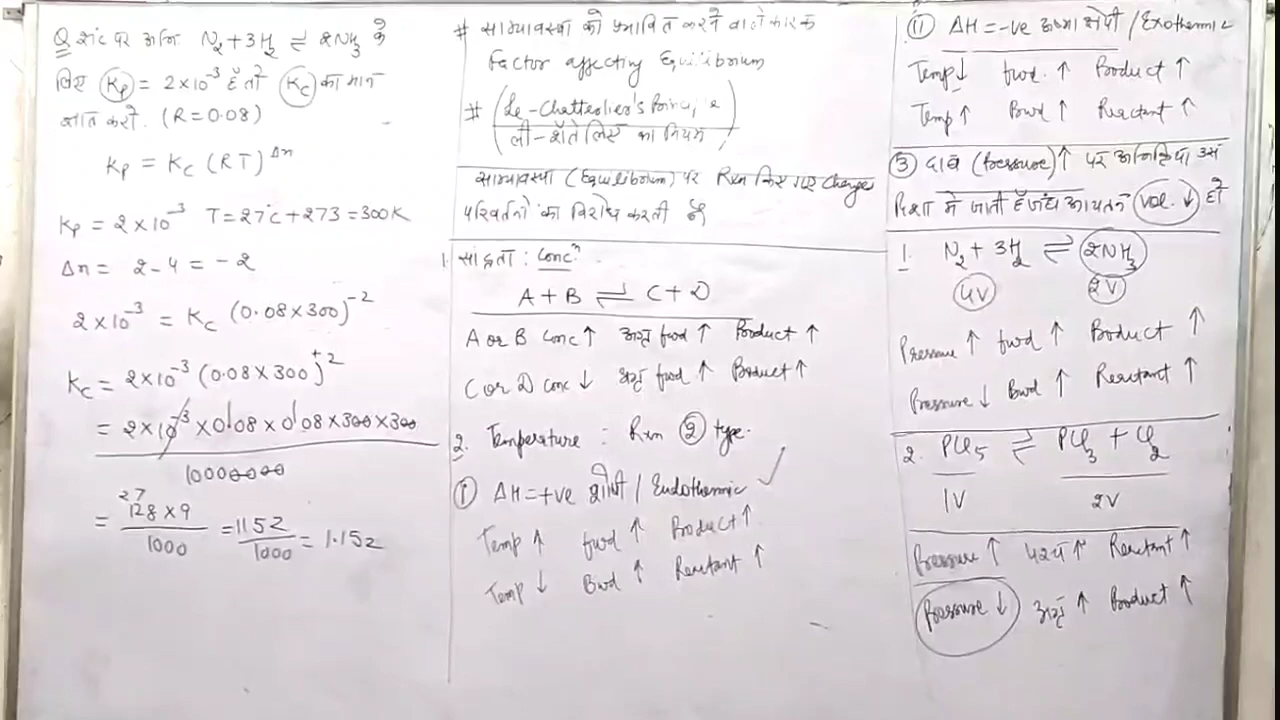 Q 27°C पर अभि N₂+3H₂ ⇌ 2NH₃ के
लिए Kp = 2×10⁻³ है तो Kc का मान
ज्ञात करो. (R=0.08)
Kp = Kc (RT)^Δn
Kp = 2×10⁻³ T=27°C+273=300K
Δn = 2-4 = -2
2×10⁻³ = Kc (0.08×300)⁻²
Kc = 2×10⁻³ (0.08×300)⁺²
= 2×10⁻³ ×0.08×0.08×300×300
10000000
27
= 128×9/1000 = 1152/1000 = 1.152
# साम्यावस्था को प्रभावित करने वाले कारक
Factor affecting Equilibrium
# (Le-Chatterlier's
ली-शॉतेलिए का नियम)
साम्यावस्था (Equilibrium) पर Rxn किए गए change
परिवर्तनों का विरोध करती है
1. सांद्रता : Concⁿ
A+B ⇌ C+D
A or B Conc ↑ अग्र fwd ↑ Product ↑
C or D conc ↓ अग्र fwd ↑ Product ↑
2. Temperature : Rxn ② type.
① ΔH=+ve शोषी / Endothermic ✓
Temp ↑ fwd ↑ Product ↑
Temp ↓ Bwd ↑ Reactant ↑
② ΔH=-ve ऊष्मा क्षेपी / Exothermic
Temp ↓ fwd. ↑ Product ↑
Temp ↑ Bwd ↑ Reactant ↑
③ दाब (Pressure) ↑ पर अभिक्रिया उस
दिशा में जाती है जहाँ आयतन Vol. ↓ हो
1. N₂ + 3H₂ ⇌ 2NH₃
4V 2V
Pressure ↑ fwd ↑ Product ↑
Pressure ↓ Bwd ↑ Reactant ↑
2. PCl₅ ⇌ PCl₃ + Cl₂
1V 2V
Pressure ↑ पश्च ↑ Reactant ↑
Pressure ↓ अग्र ↑ Product ↑